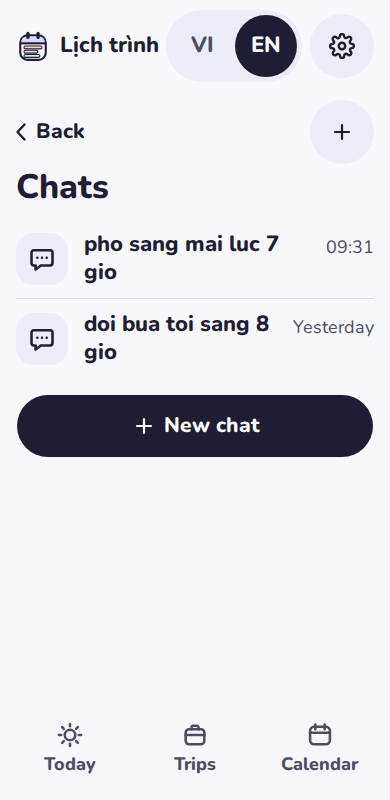 Lịch trình
VI
EN
Back
Chats
pho sang mai luc 7
gio
09:31
doi bua toi sang 8
gio
Yesterday
New chat
Today
Trips
Calendar